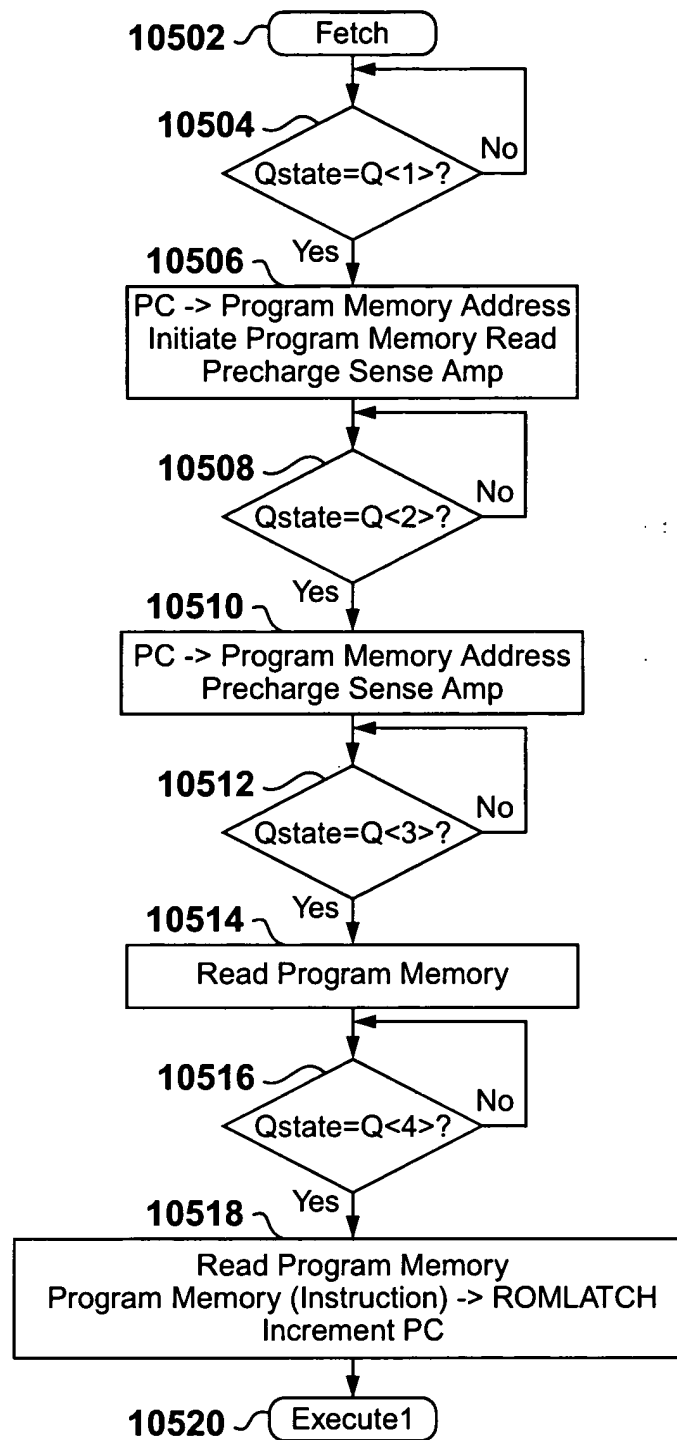 10502
Fetch
10504
Qstate=Q<1>?
No
Yes
10506
PC -> Program Memory Address
Initiate Program Memory Read
Precharge Sense Amp
10508
Qstate=Q<2>?
No
Yes
10510
PC -> Program Memory Address
Precharge Sense Amp
10512
Qstate=Q<3>?
No
Yes
10514
Read Program Memory
10516
Qstate=Q<4>?
No
Yes
10518
Read Program Memory
Program Memory (Instruction) -> ROMLATCH
Increment PC
10520
Execute1